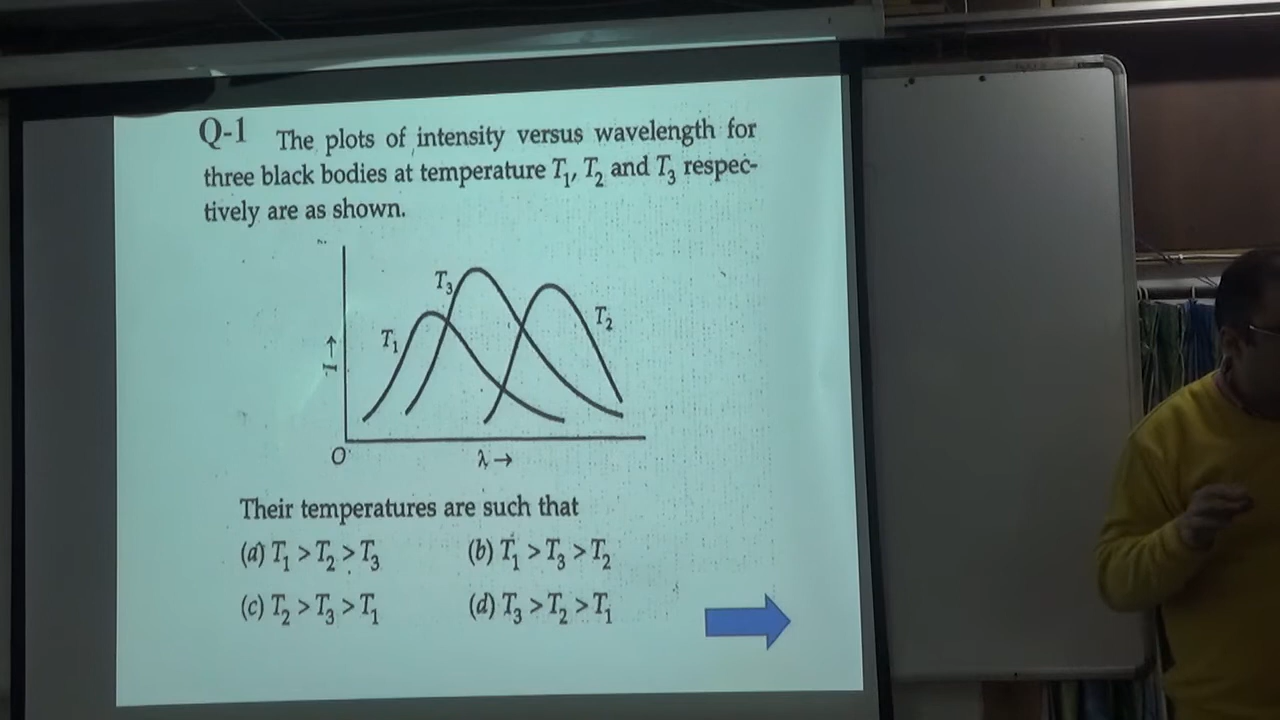 Q-1 The plots of intensity versus wavelength for
three black bodies at temperature T₁, T₂ and T₃ respec-
tively are as shown.
T₃
T₁
T₂
I →
O
λ →
Their temperatures are such that
(a) T₁ > T₂ > T₃ (b) T₁ > T₃ > T₂
(c) T₂ > T₃ > T₁ (d) T₃ > T₂ > T₁